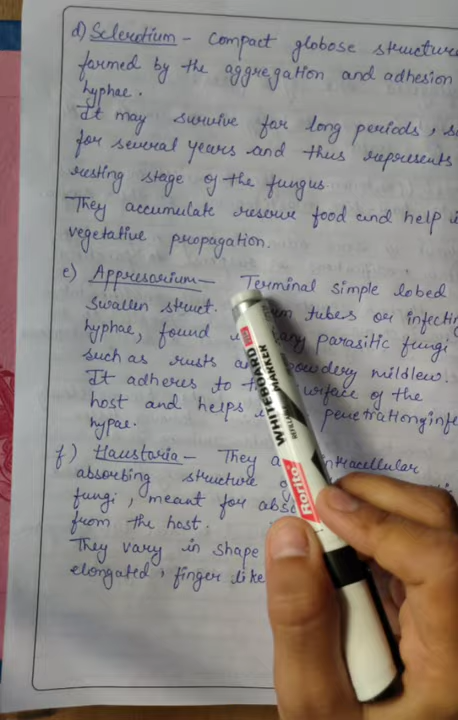 d) Sclerotium - Compact globose structure
formed by the aggregation and adhesion
hyphae.
It may survive for long periods,
for several years and thus represents
resting stage of the fungus
They accumulate reserve food and help
vegetative propagation.
e) Appresorium - Terminal simple lobed
swollen struct. tubes or infecting
hyphae, found parasitic fungi
such as rusts powdery mildew.
It adheres to the surface of the
host and helps penetration
hypae.
f) Haustoria - They intracellular
absorbing structure
fungi, meant for
from the host.
They vary in shape
elongated, finger like
WHITEBOARD
MARKER
Rorito